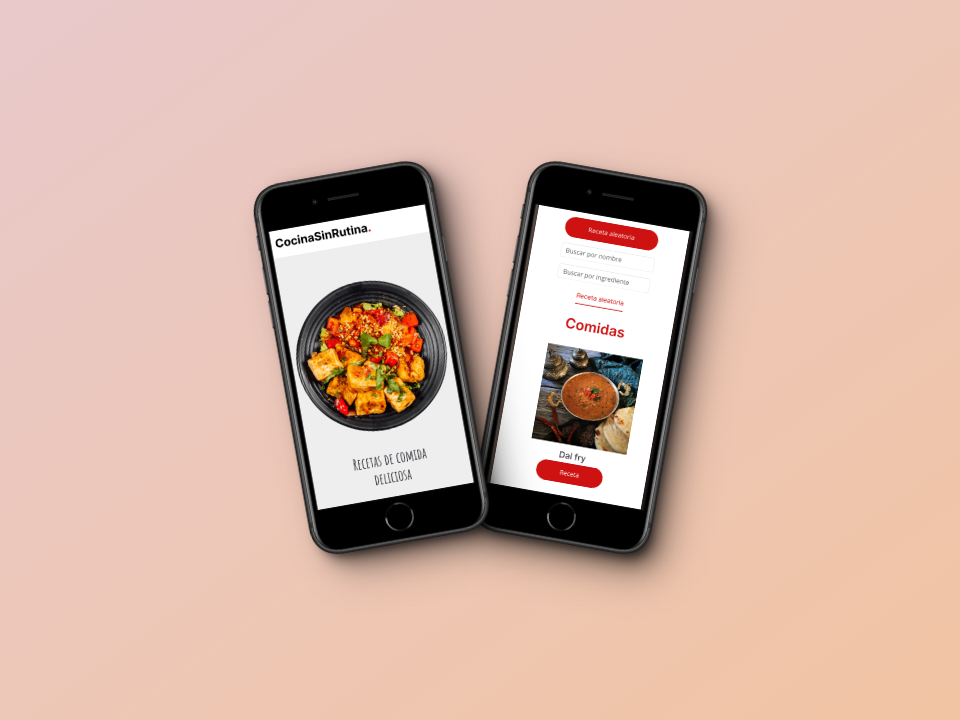 CocinaSinRutina.
Recetas de comida
deliciosa
Receta aleatoria
Buscar por nombre
Buscar por ingrediente
Receta aleatoria
Comidas
Dal fry
Receta